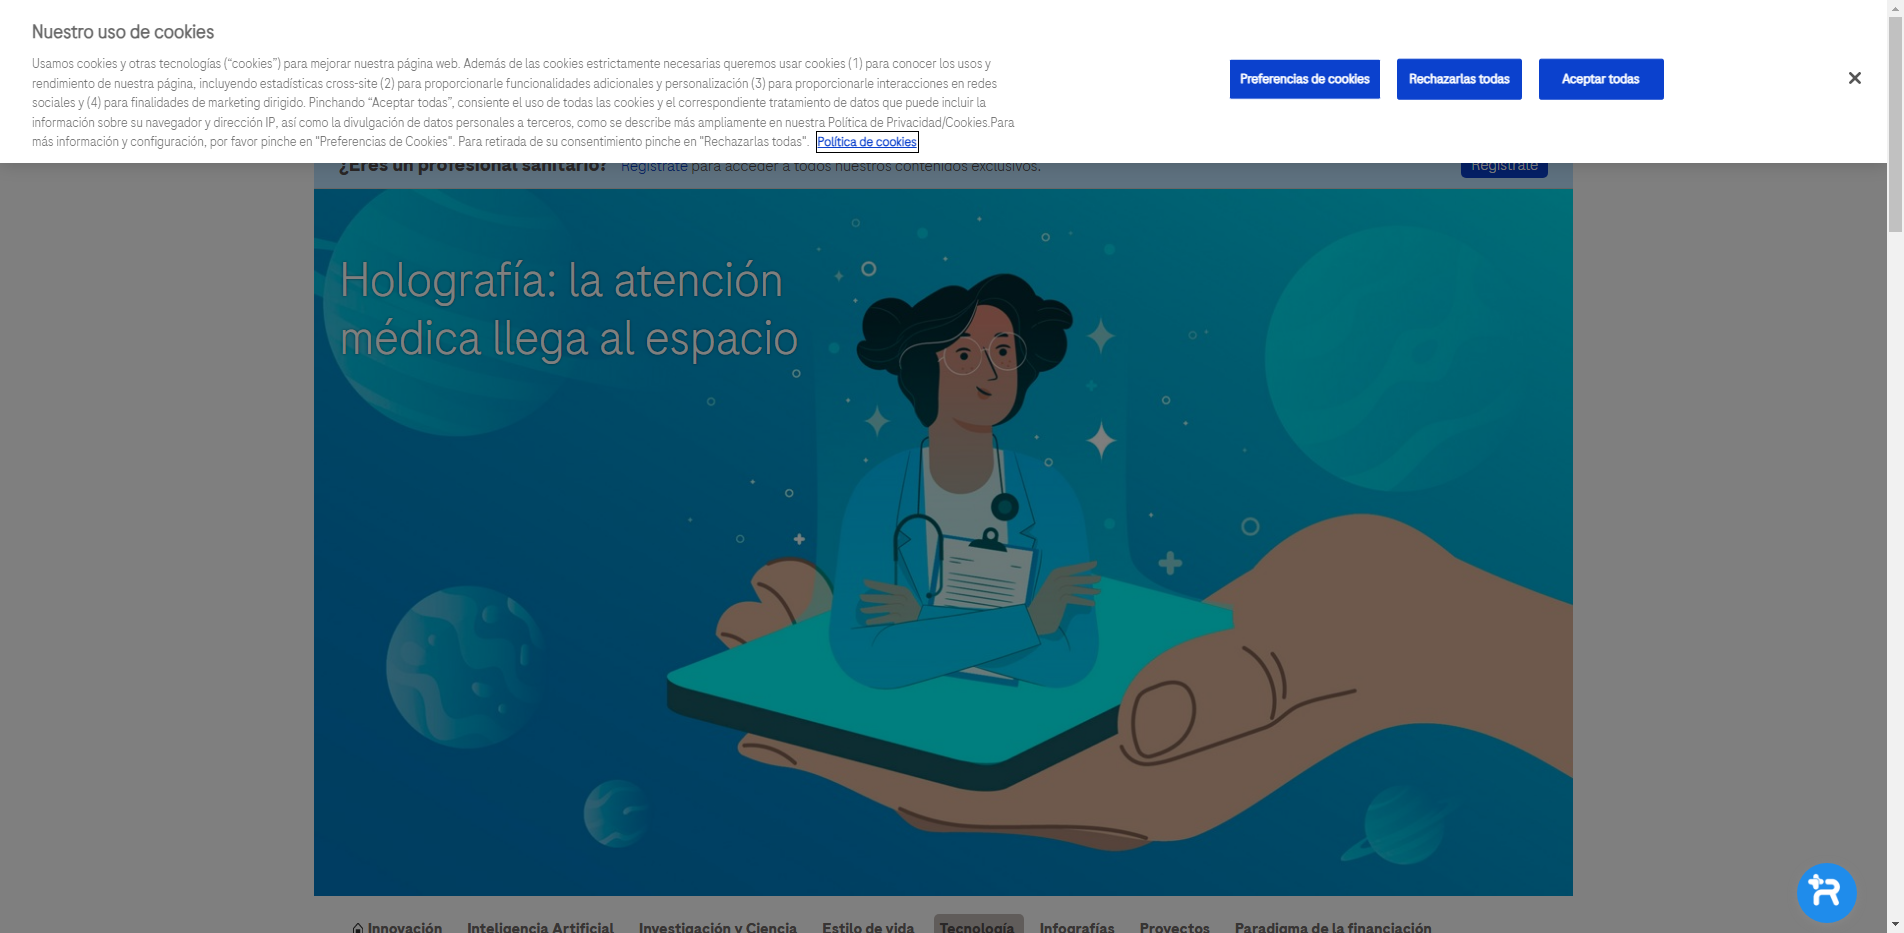 Nuestro uso de cookies
Usamos cookies y otras tecnologías (“cookies”) para mejorar nuestra página web. Además de las cookies estrictamente necesarias queremos usar cookies (1) para conocer los usos y
rendimiento de nuestra página, incluyendo estadísticas cross-site (2) para proporcionarle funcionalidades adicionales y personalización (3) para proporcionarle interacciones en redes
sociales y (4) para finalidades de marketing dirigido. Pinchando “Aceptar todas”, consiente el uso de todas las cookies y el correspondiente tratamiento de datos que puede incluir la
información sobre su navegador y dirección IP, así como la divulgación de datos personales a terceros, como se describe más ampliamente en nuestra Política de Privacidad/Cookies.Para
más información y configuración, por favor pinche en "Preferencias de Cookies". Para retirada de su consentimiento pinche en "Rechazarlas todas". Política de cookies
Preferencias de cookies
Rechazarlas todas
Aceptar todas
¿Eres un profesional sanitario? Regístrate para acceder a todos nuestros contenidos exclusivos.
Regístrate
Holografía: la atención
médica llega al espacio
Innovación Inteligencia Artificial Investigación y Ciencia Estilo de vida Tecnología Infografías Proyectos Paradigma de la financiación